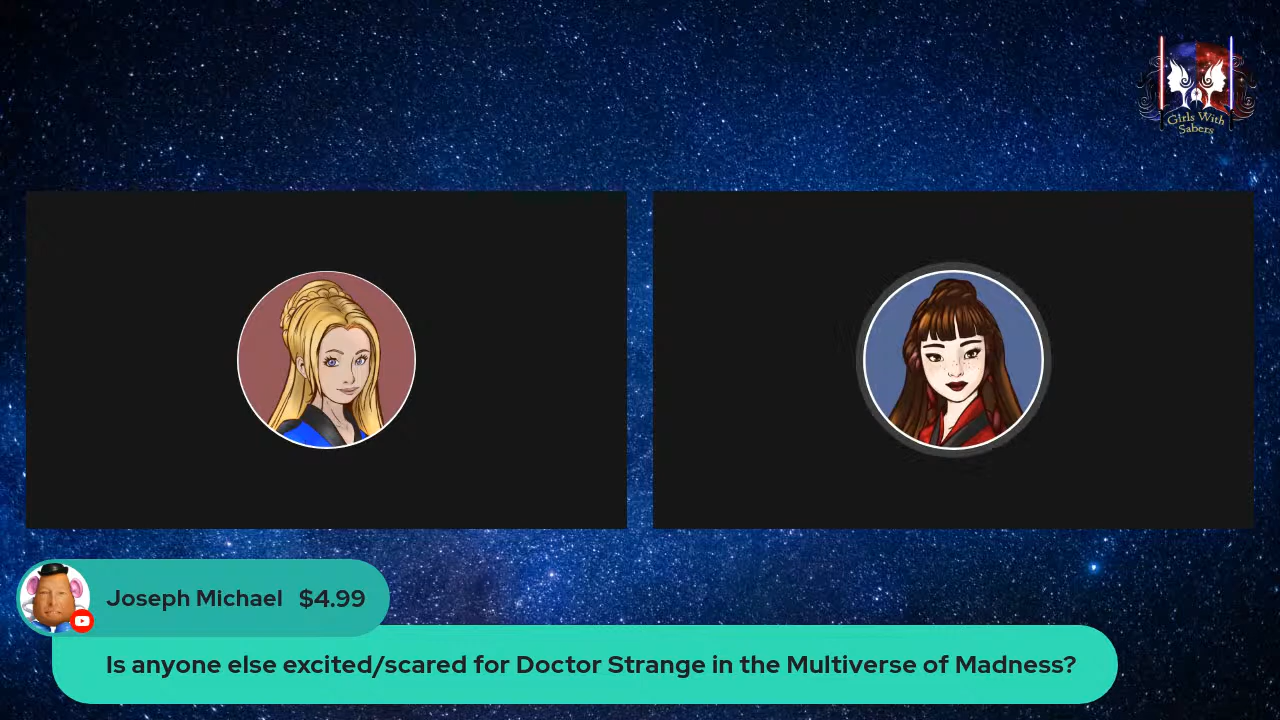 Girls With
Sabers
Joseph Michael $4.99
Is anyone else excited/scared for Doctor Strange in the Multiverse of Madness?